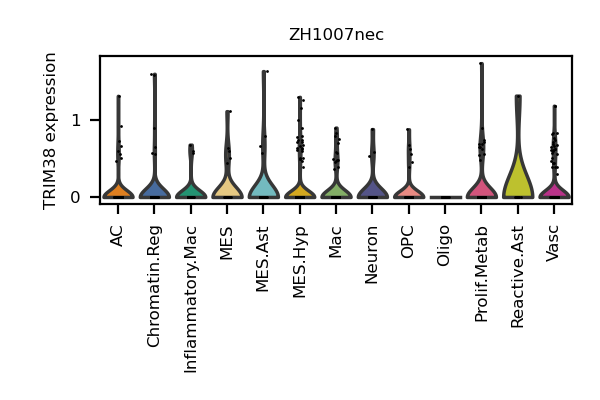 ZH1007nec
TRIM38 expression
1
0
AC
Chromatin.Reg
Inflammatory.Mac
MES
MES.Ast
MES.Hyp
Mac
Neuron
OPC
Oligo
Prolif.Metab
Reactive.Ast
Vasc